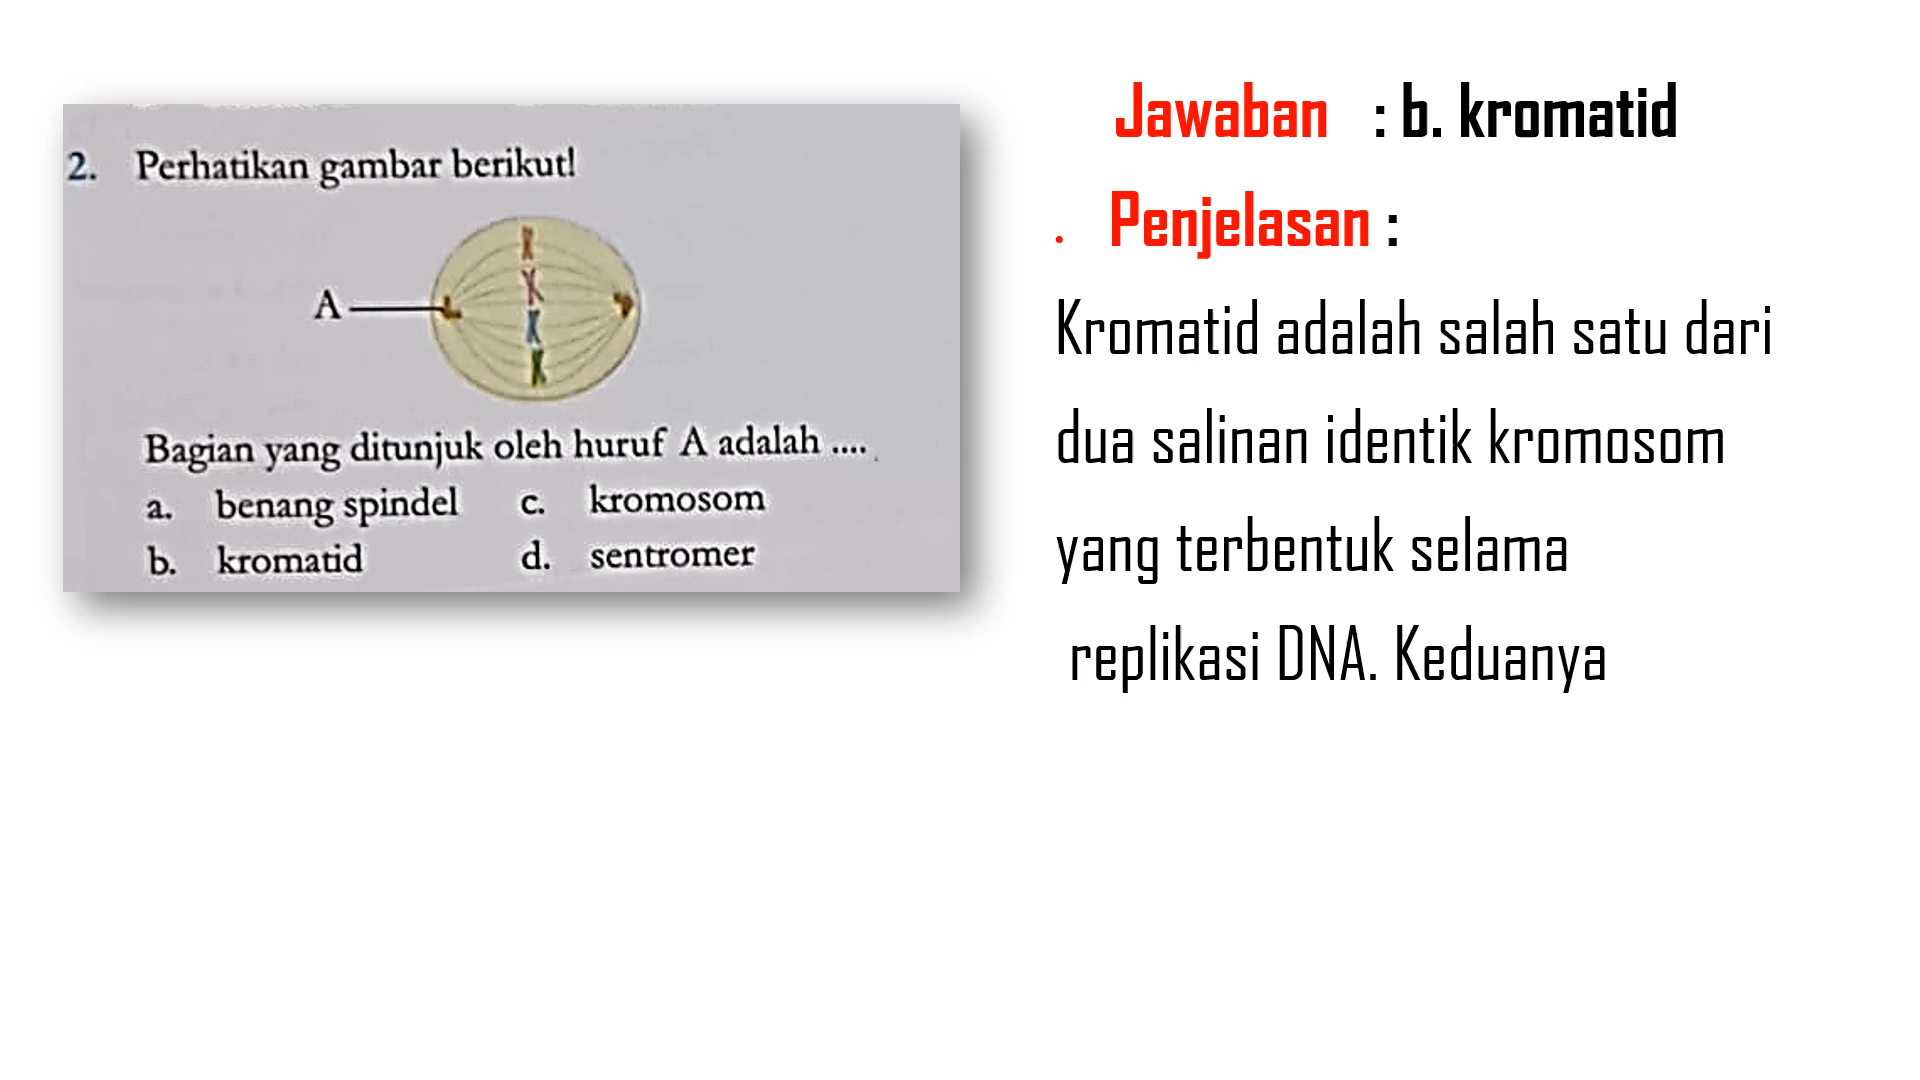 2. Perhatikan gambar berikut!
A
Bagian yang ditunjuk oleh huruf A adalah ....
a. benang spindel c. kromosom
b. kromatid d. sentromer
Jawaban : b. kromatid
• Penjelasan :
Kromatid adalah salah satu dari
dua salinan identik kromosom
yang terbentuk selama
replikasi DNA. Keduanya